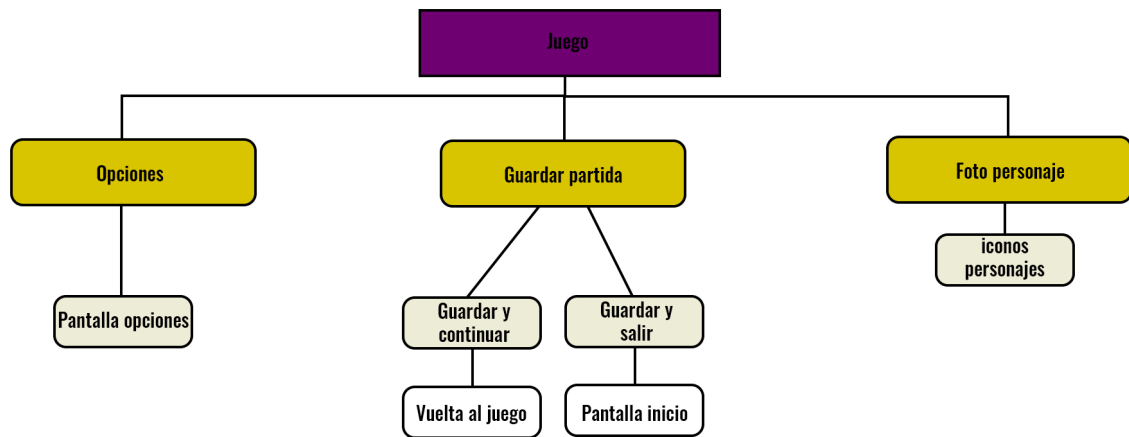 Juego
Opciones
Guardar partida
Foto personaje
iconos
personajes
Pantalla opciones
Guardar y
continuar
Guardar y
salir
Vuelta al juego
Pantalla inicio